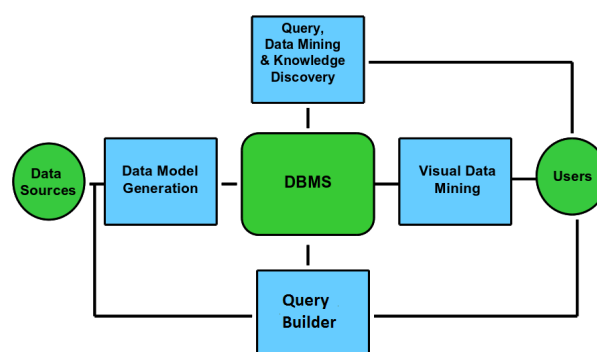 Query,
Data Mining
& Knowledge
Discovery
Data
Sources
Data Model
Generation
DBMS
Visual Data
Mining
Users
Query
Builder